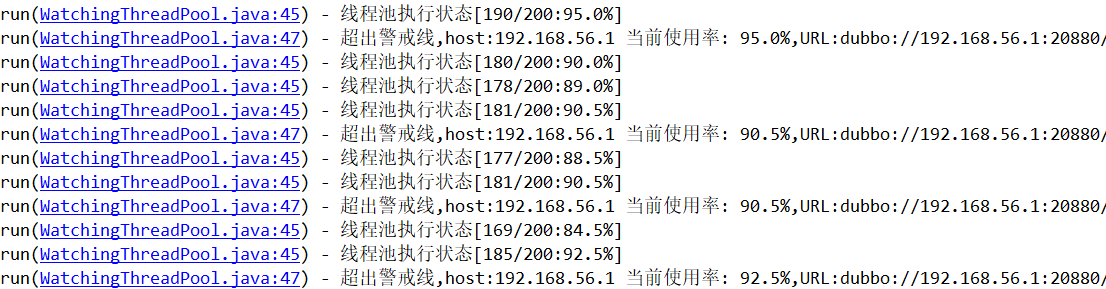 run(WatchingThreadPool.java:45) - 线程池执行状态[190/200:95.0%]
run(WatchingThreadPool.java:47) - 超出警戒线,host:192.168.56.1 当前使用率: 95.0%,URL:dubbo://192.168.56.1:20880/
run(WatchingThreadPool.java:45) - 线程池执行状态[180/200:90.0%]
run(WatchingThreadPool.java:45) - 线程池执行状态[178/200:89.0%]
run(WatchingThreadPool.java:45) - 线程池执行状态[181/200:90.5%]
run(WatchingThreadPool.java:47) - 超出警戒线,host:192.168.56.1 当前使用率: 90.5%,URL:dubbo://192.168.56.1:20880/
run(WatchingThreadPool.java:45) - 线程池执行状态[177/200:88.5%]
run(WatchingThreadPool.java:45) - 线程池执行状态[181/200:90.5%]
run(WatchingThreadPool.java:47) - 超出警戒线,host:192.168.56.1 当前使用率: 90.5%,URL:dubbo://192.168.56.1:20880/
run(WatchingThreadPool.java:45) - 线程池执行状态[169/200:84.5%]
run(WatchingThreadPool.java:45) - 线程池执行状态[185/200:92.5%]
run(WatchingThreadPool.java:47) - 超出警戒线,host:192.168.56.1 当前使用率: 92.5%,URL:dubbo://192.168.56.1:20880/